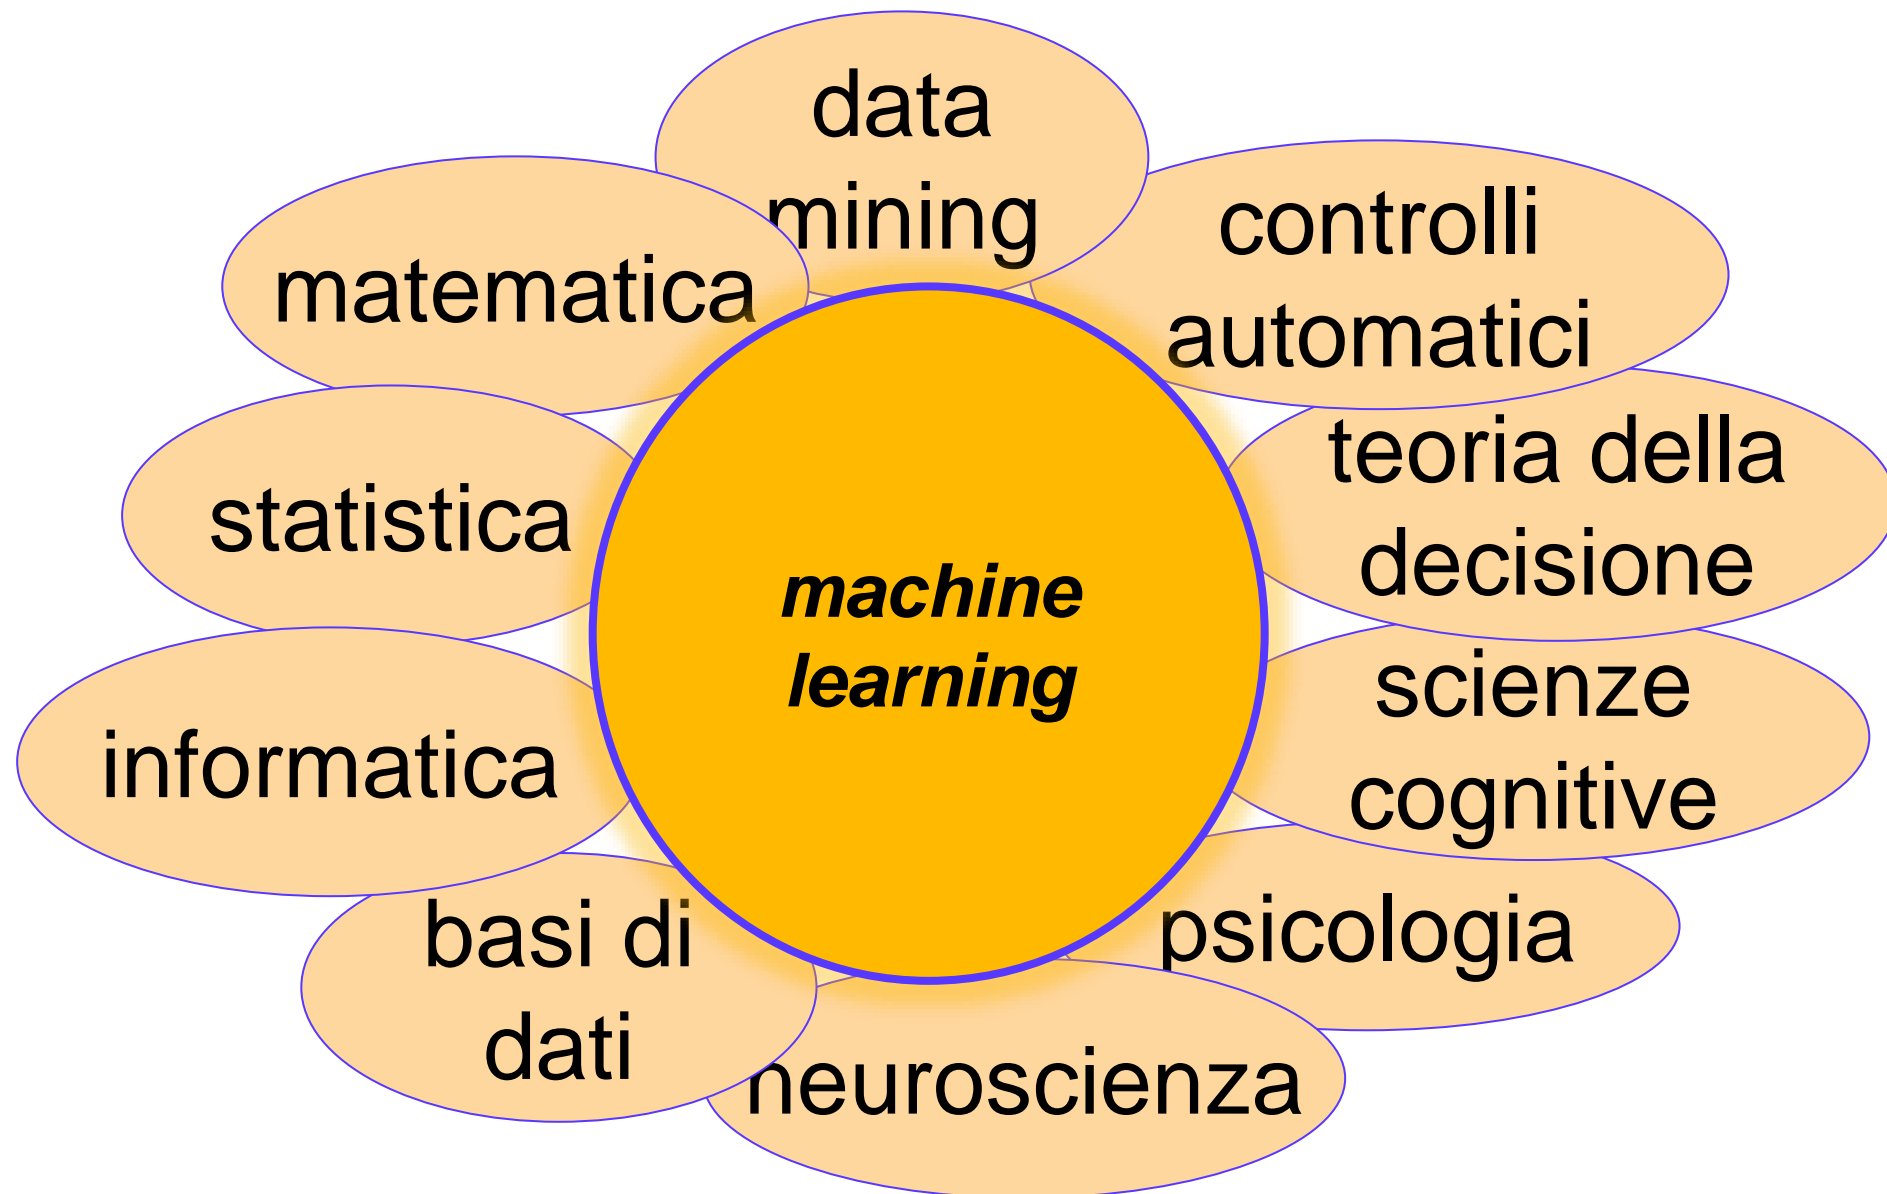 data
mining
controlli
automatici
matematica
teoria della
decisione
statistica
machine
learning
scienze
cognitive
informatica
psicologia
basi di
dati
neuroscienza